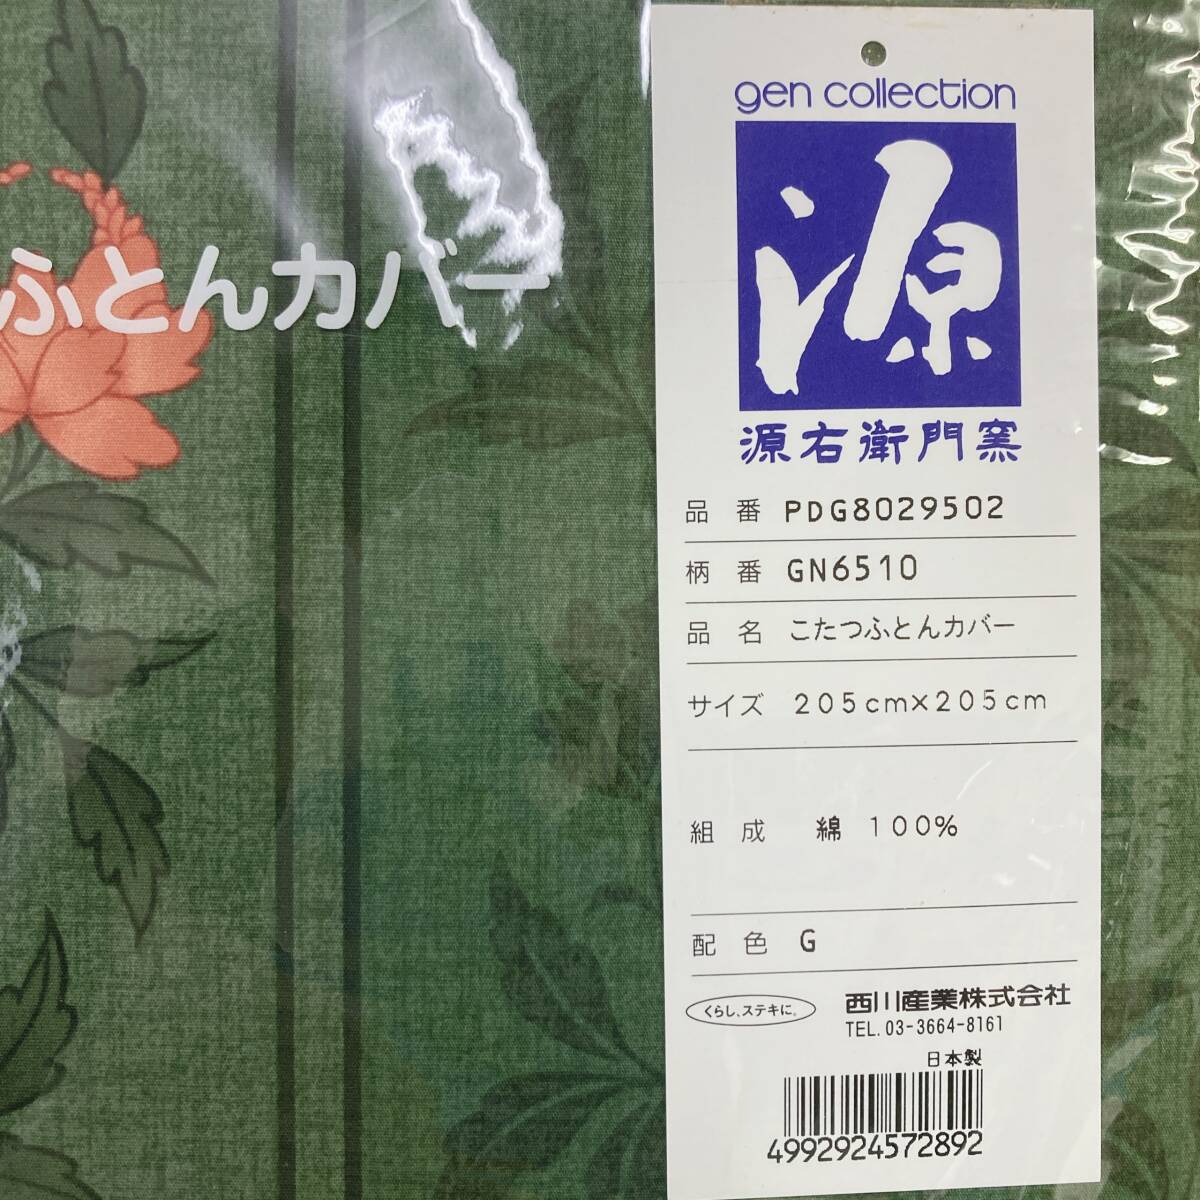 ふとんカバー
gen collection
源
源右衛門窯
品番 PDG8029502
柄番 GN6510
品名 こたつふとんカバー
サイズ 205cm×205cm
組成 綿 100%
配色 G
くらし、ステキに。
西川産業株式会社
TEL. 03-3664-8161
日本製
4992924572892